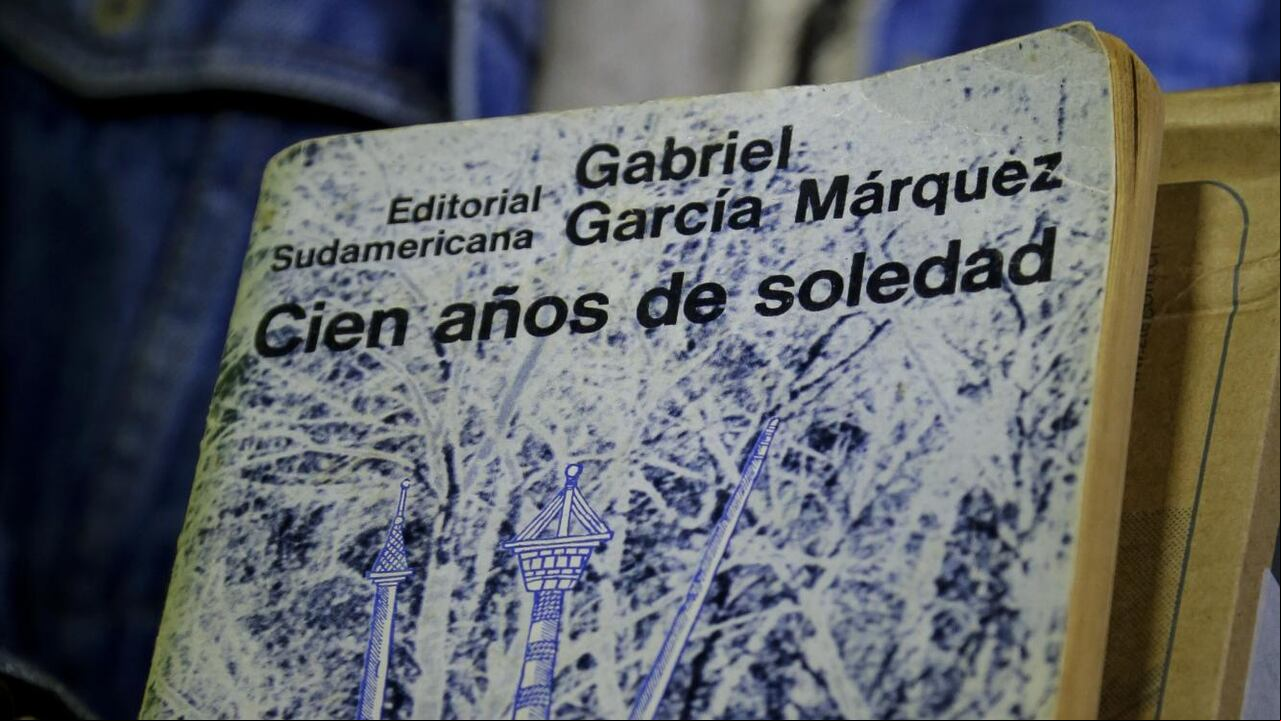 Gabriel
García Márquez
Editorial
Sudamericana
Cien años de soledad